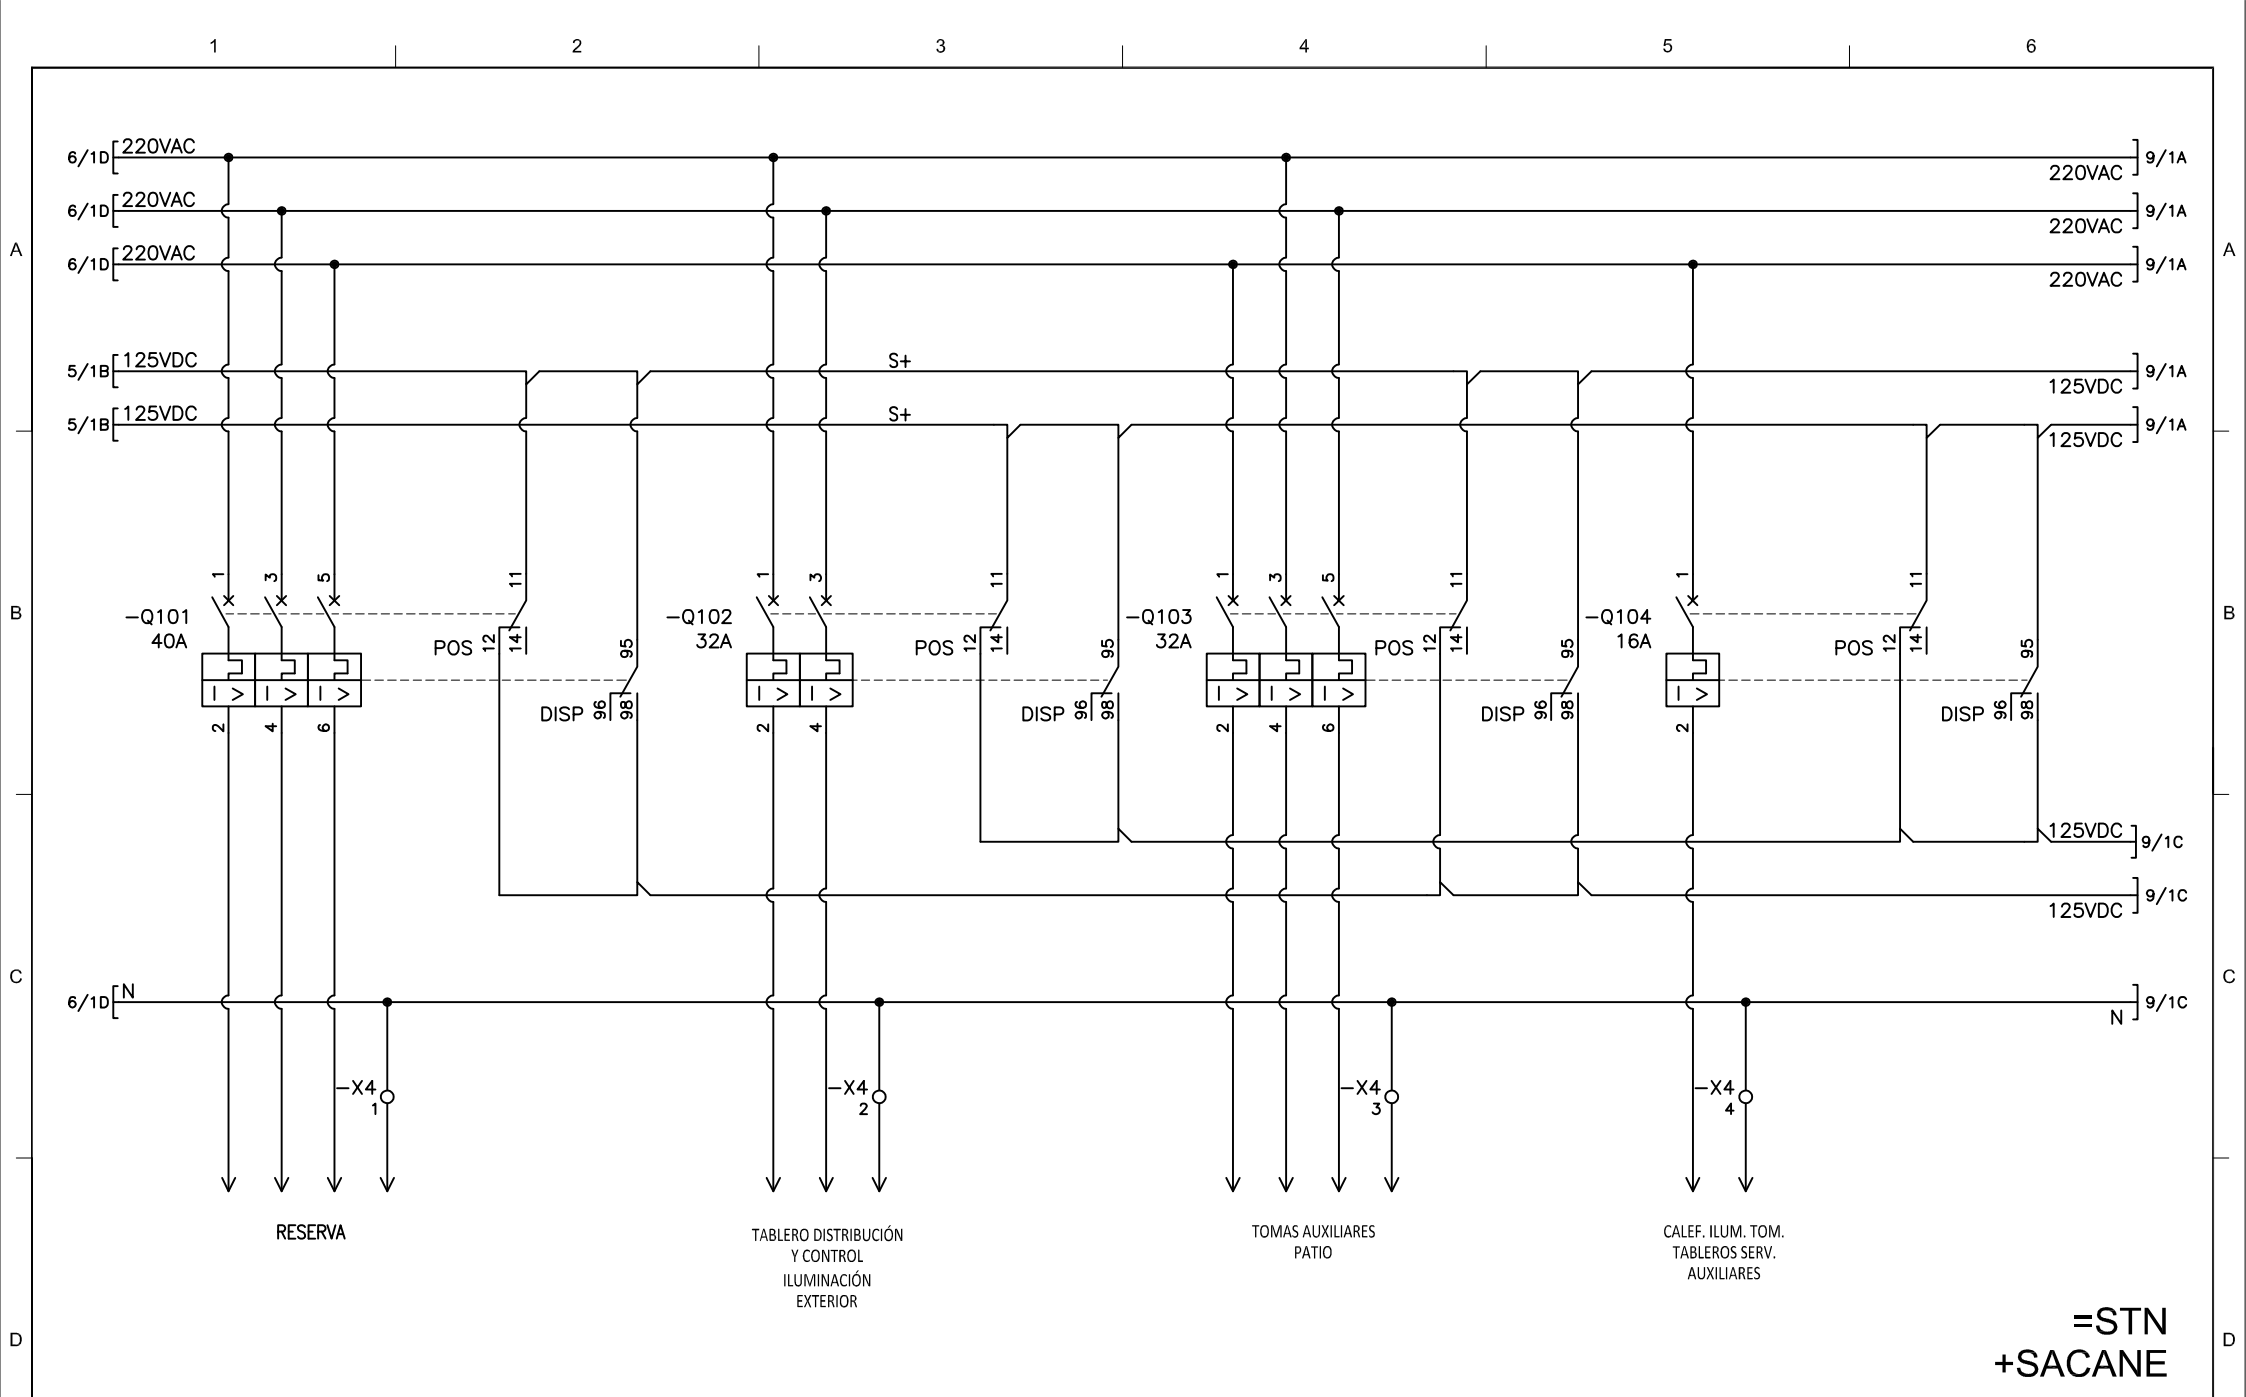 1 2 3 4 5 6
6/1D 220VAC 9/1A
220VAC
6/1D 220VAC 9/1A
220VAC
A A
6/1D 220VAC 9/1A
220VAC
5/1B 125VDC S+ 9/1A
125VDC
5/1B 125VDC S+ 9/1A
125VDC
1 3 5 11 1 3 11 1 3 5 11 1 11
B B
-Q101
40A
POS 12 14 95
-Q102
32A
POS 12 14 95
-Q103
32A
POS 12 14 95
-Q104
16A
POS 12 14 95
I > I > I > I > I > I > I > I > I >
DISP 96 98 DISP 96 98 DISP 96 98 DISP 96 98
2 4 6 2 4 2 4 6 2
125VDC 9/1C
9/1C
125VDC
C C
6/1D N 9/1C
N
-X4
1
-X4
2
-X4
3
-X4
4
RESERVA
TABLERO DISTRIBUCIÓN
Y CONTROL
ILUMINACIÓN
EXTERIOR
TOMAS AUXILIARES
PATIO
CALEF. ILUM. TOM.
TABLEROS SERV.
AUXILIARES
=STN
D D
+SACANE